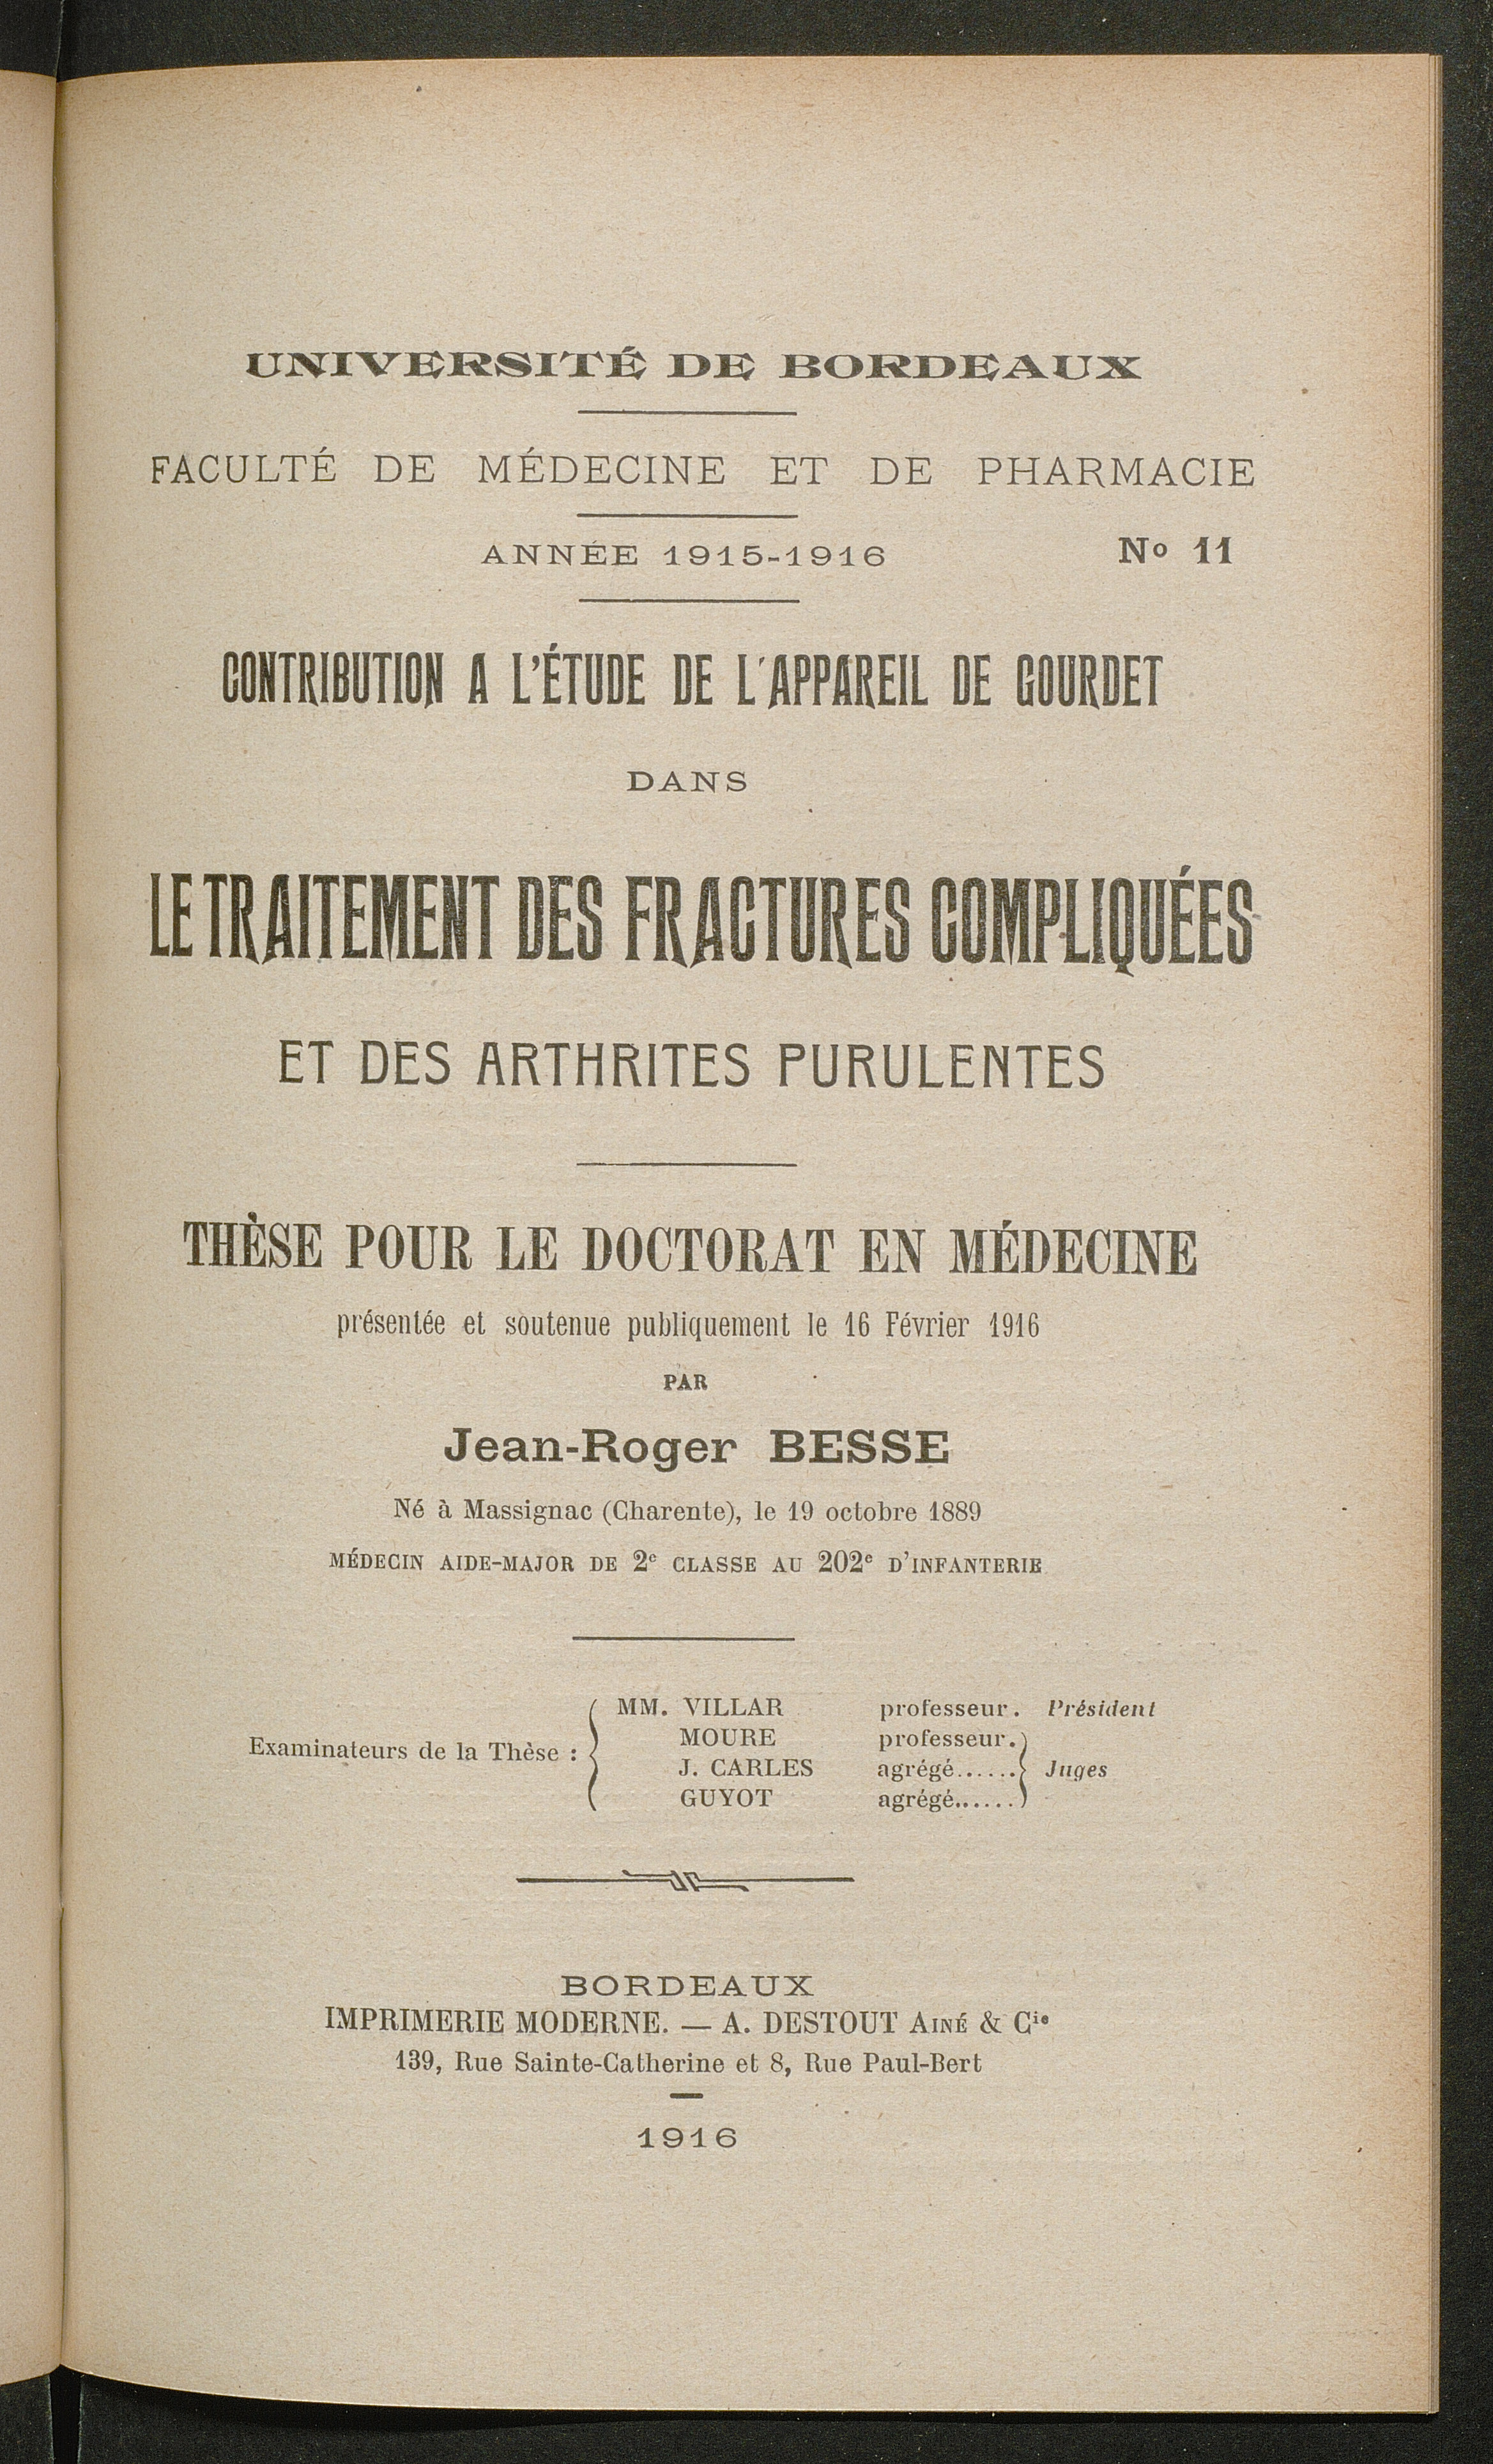 UNIVERSITÉ DE BORDEAUX
FACULTÉ DE MÉDECINE ET DE PHARMACIE
ANNÉE 1915-1916 No 11
CONTRIBUTION A L'ÉTUDE DE L'APPAREIL DE GOURDET
DANS
LE TRAITEMENT DES FRACTURES COMPLIQUÉES
ET DES ARTHRITES PURULENTES
THÈSE POUR LE DOCTORAT EN MÉDECINE
présentée et soutenue publiquement le 16 Février 1916
PAR
Jean-Roger BESSE
Né à Massignac (Charente), le 19 octobre 1889
MÉDECIN AIDE-MAJOR DE 2e CLASSE AU 202e D'INFANTERIE
MM. VILLAR professeur. Président
MOURE professeur.
Examinateurs de la Thèse :
J. CARLES agrégé...... Juges
GUYOT agrégé......
BORDEAUX
IMPRIMERIE MODERNE. — A. DESTOUT AINÉ & Cie
139, Rue Sainte-Catherine et 8, Rue Paul-Bert
1916